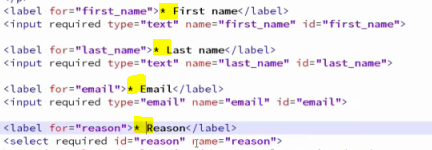 <label for="first_name">* First name</label>
<input required type="text" name="first_name" id="first_name">
<label for="last_name">* Last name</label>
<input required type="text" name="last_name" id="last_name">
<label for="email">* Email</label>
<input required type="email" name="email" id="email">
<label for="reason">* Reason</label>
<select required id="reason" name="reason">